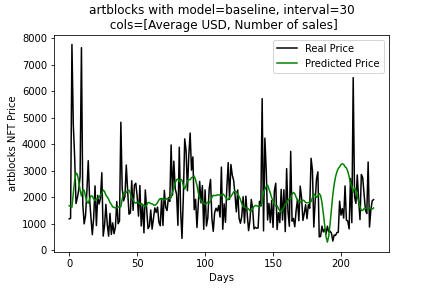 artblocks with model=baseline, interval=30
cols=[Average USD, Number of sales]
8000
7000
6000
5000
4000
3000
2000
1000
0
artblocks NFT Price
Real Price
Predicted Price
0 50 100 150 200
Days